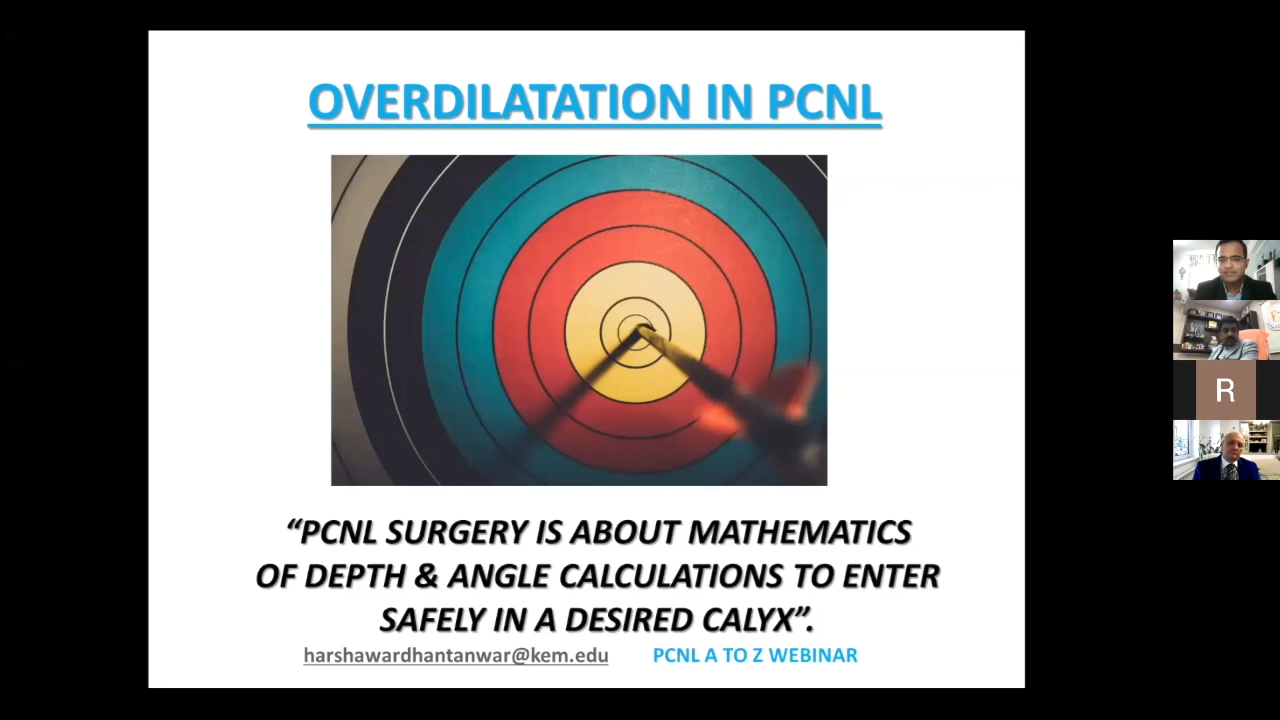 OVERDILATATION IN PCNL
“PCNL SURGERY IS ABOUT MATHEMATICS
OF DEPTH & ANGLE CALCULATIONS TO ENTER
SAFELY IN A DESIRED CALYX”.
harshawardhantanwar@kem.edu PCNL A TO Z WEBINAR
R